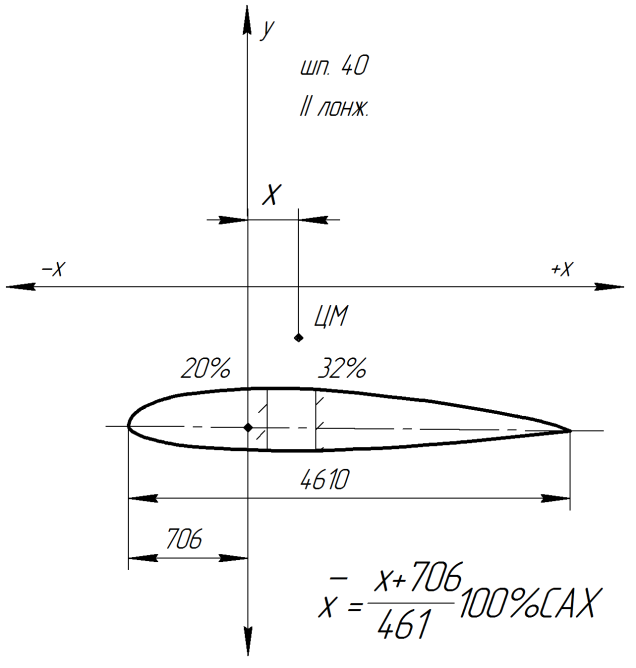 y
шп. 40
II лонж.
X
–x
+x
ЦМ
20%
32%
4610
706
x̄ = x+706
461
100%САХ